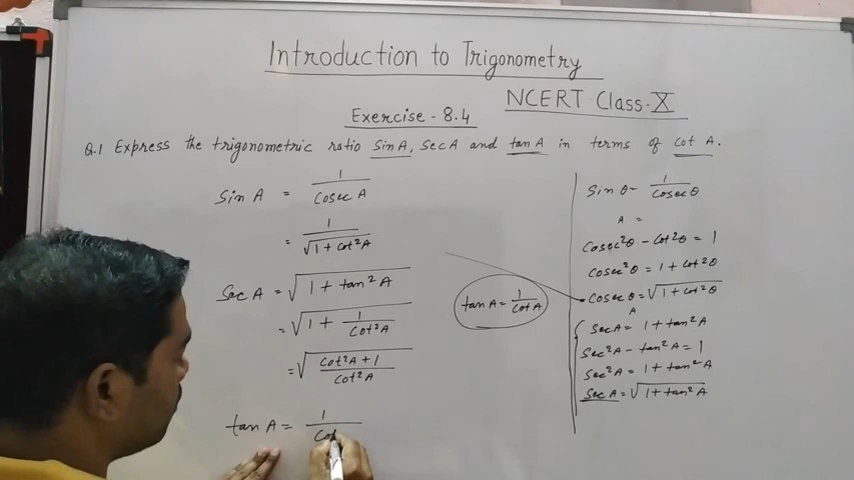 Introduction to Trigonometry
NCERT Class-X
Exercise - 8.4
Q.1 Express the trigonometric ratio Sin A, Sec A and tan A in terms of Cot A.
Sin A = 1/Cosec A
= 1/√(1 + Cot²A)
Sec A = √(1 + tan²A)
= √(1 + 1/Cot²A)
= √((Cot²A + 1)/Cot²A)
tan A = 1/Cot
tan A = 1/Cot A
Sin θ = 1/Cosec θ
A =
Cosec²θ - Cot²θ = 1
Cosec²θ = 1 + Cot²θ
Cosec θ = √(1 + Cot²θ)
A
Sec A = 1 + tan²A
Sec²A - tan²A = 1
Sec²A = 1 + tan²A
Sec A = √(1 + tan²A)